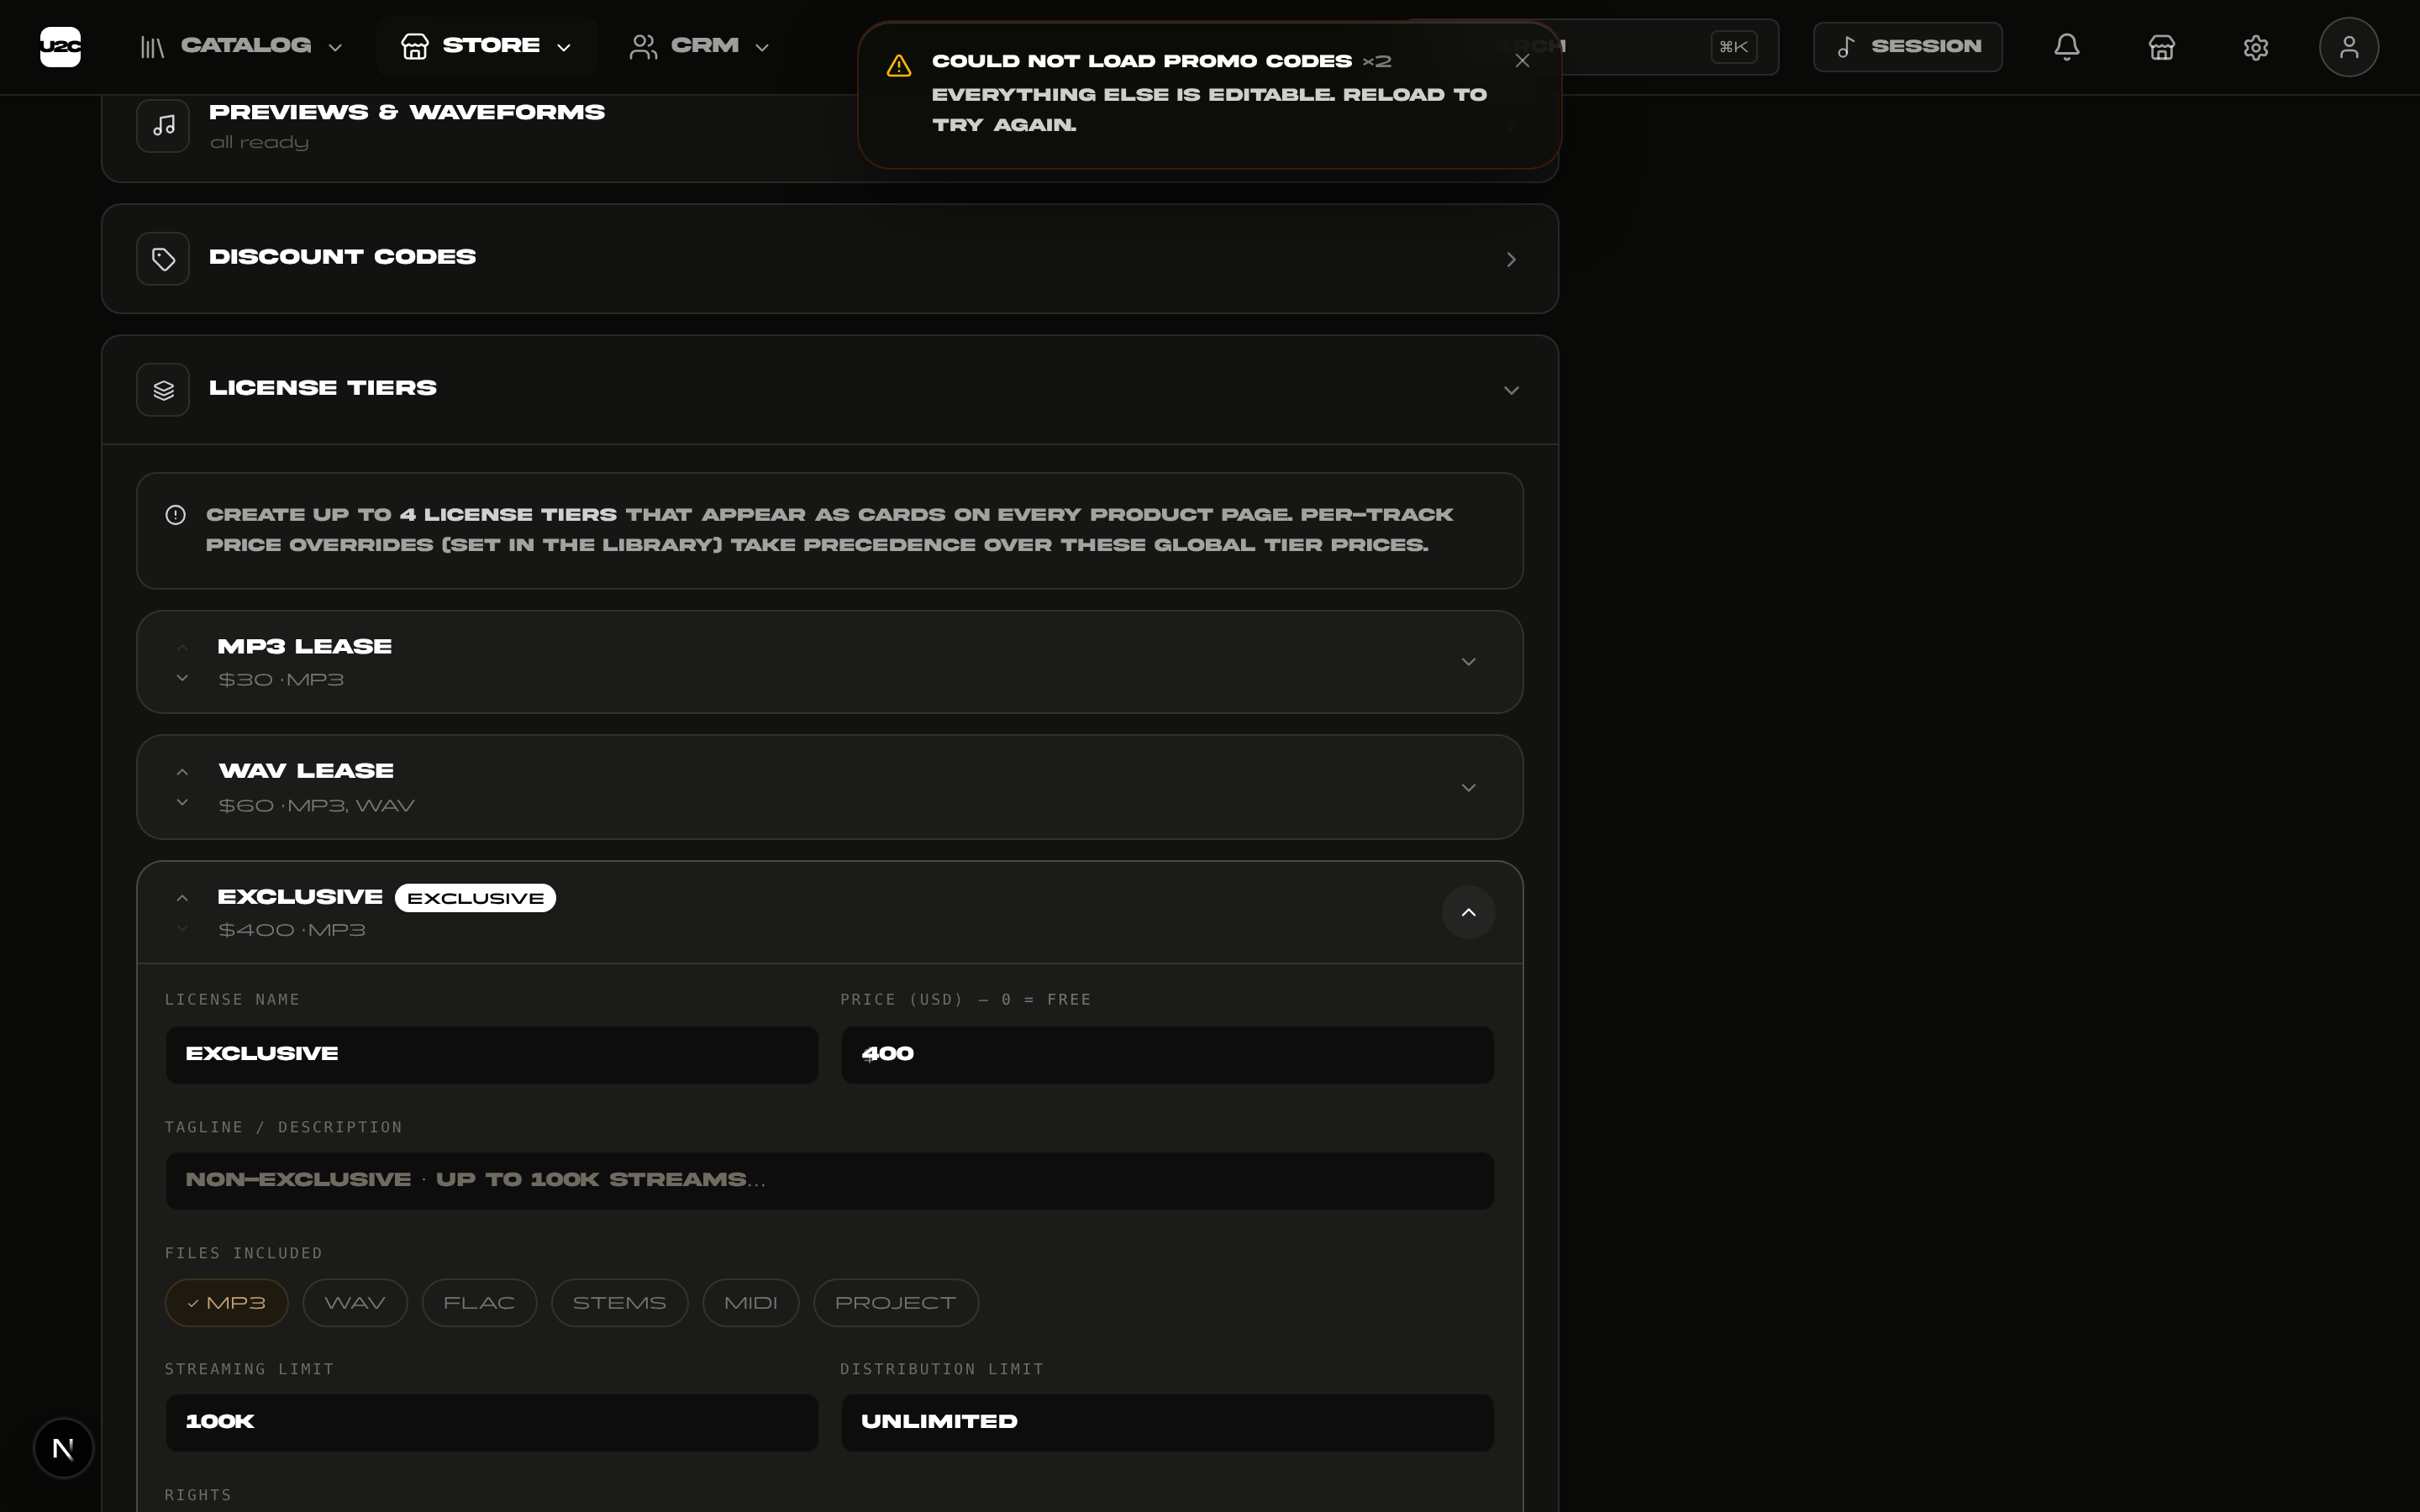 U2C
CATALOG
STORE
CRM
⌘K
SESSION
COULD NOT LOAD PROMO CODES ×2
EVERYTHING ELSE IS EDITABLE. RELOAD TO
TRY AGAIN.
PREVIEWS & WAVEFORMS
all ready
DISCOUNT CODES
LICENSE TIERS
CREATE UP TO 4 LICENSE TIERS THAT APPEAR AS CARDS ON EVERY PRODUCT PAGE. PER-TRACK
PRICE OVERRIDES (SET IN THE LIBRARY) TAKE PRECEDENCE OVER THESE GLOBAL TIER PRICES.
MP3 LEASE
$30 · MP3
WAV LEASE
$60 · MP3, WAV
EXCLUSIVE EXCLUSIVE
$400 · MP3
LICENSE NAME
PRICE (USD) — 0 = FREE
EXCLUSIVE
400
TAGLINE / DESCRIPTION
NON-EXCLUSIVE · UP TO 100K STREAMS...
FILES INCLUDED
✓ MP3 WAV FLAC STEMS MIDI PROJECT
STREAMING LIMIT
DISTRIBUTION LIMIT
100K
UNLIMITED
RIGHTS
N